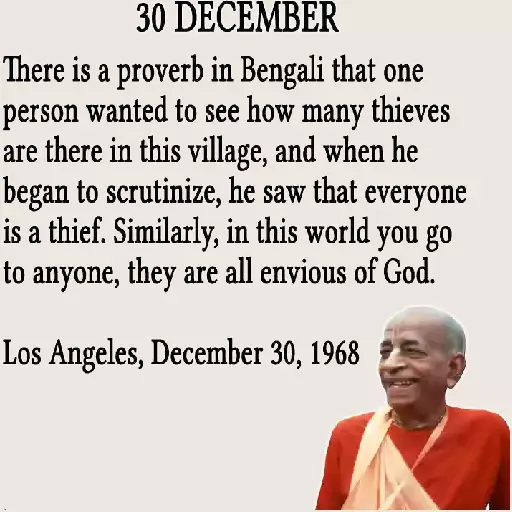 30 DECEMBER
There is a proverb in Bengali that one
person wanted to see how many thieves
are there in this village, and when he
began to scrutinize, he saw that everyone
is a thief. Similarly, in this world you go
to anyone, they are all envious of God.
Los Angeles, December 30, 1968